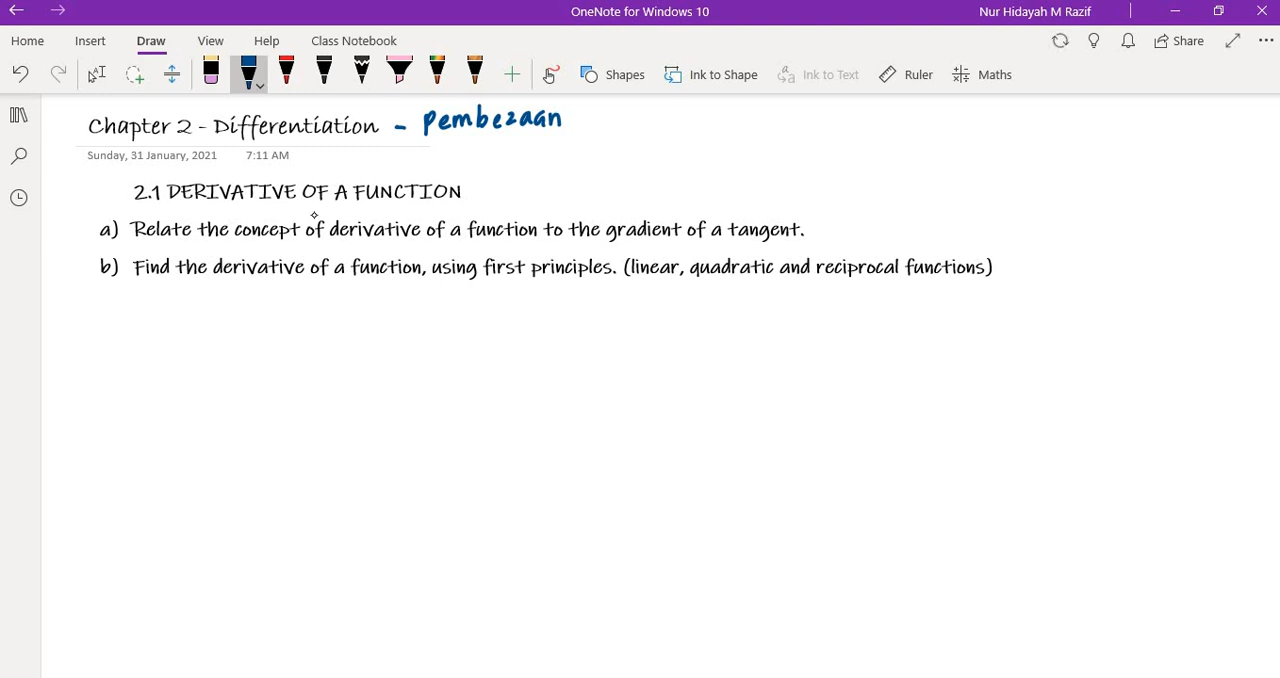 OneNote for Windows 10
Nur Hidayah M Razif
Home Insert Draw View Help Class Notebook
Share
Shapes Ink to Shape Ink to Text Ruler Maths
Chapter 2 - Differentiation - pembezaan
Sunday, 31 January, 2021 7:11 AM
2.1 DERIVATIVE OF A FUNCTION
a) Relate the concept of derivative of a function to the gradient of a tangent.
b) Find the derivative of a function, using first principles. (linear, quadratic and reciprocal functions)